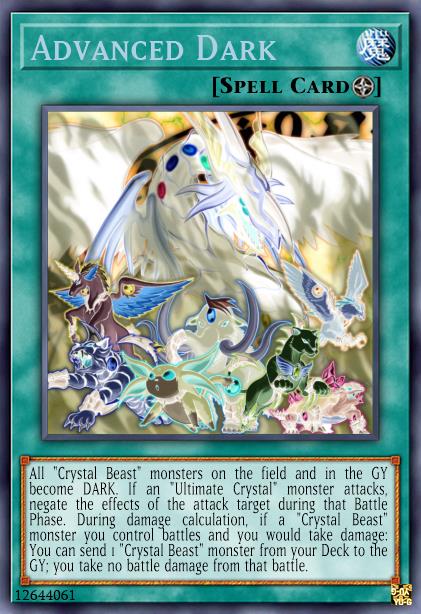 ADVANCED DARK
魔
[SPELL CARD]
All "Crystal Beast" monsters on the field and in the GY
become DARK. If an "Ultimate Crystal" monster attacks,
negate the effects of the attack target during that Battle
Phase. During damage calculation, if a "Crystal Beast"
monster you control battles and you would take damage:
You can send 1 "Crystal Beast" monster from your Deck to the
GY; you take no battle damage from that battle.
12644061